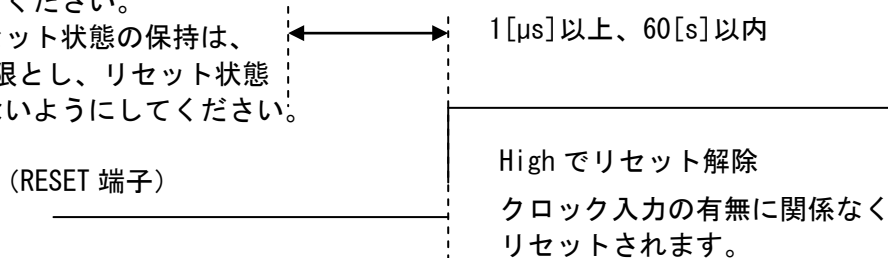 ください。
ット状態の保持は、
限とし、リセット状態
いようにしてください。
1[μs]以上、60[s]以内
(RESET 端子)
High でリセット解除
クロック入力の有無に関係なく
リセットされます。